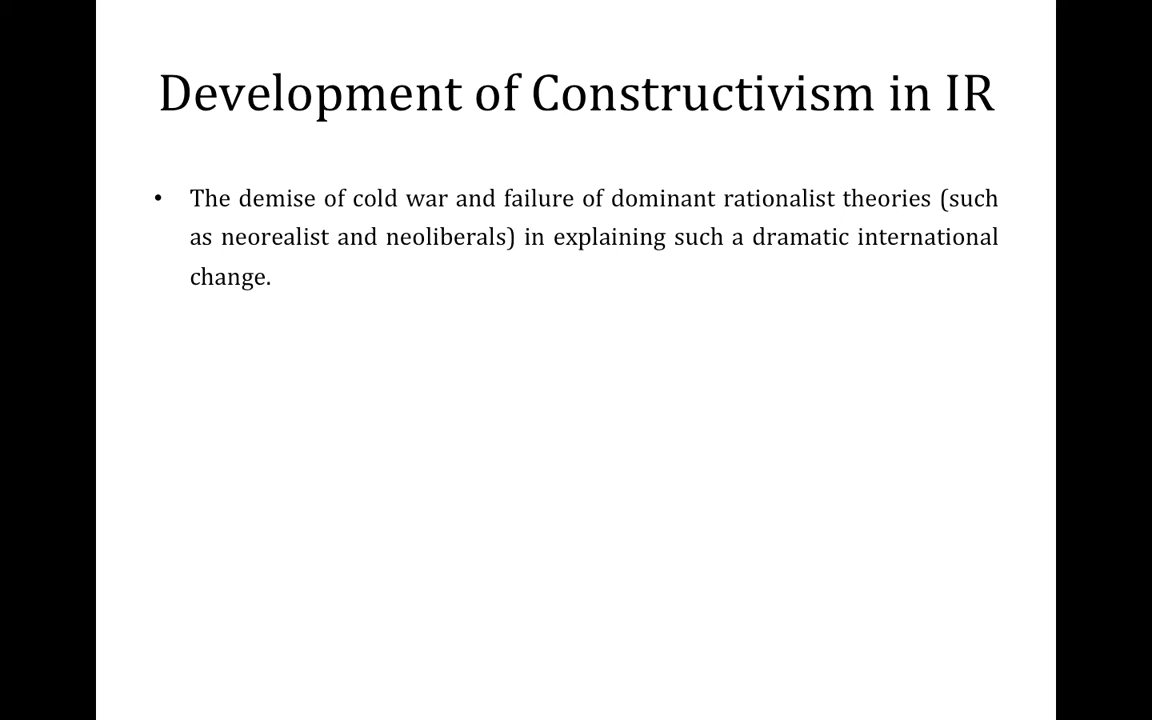 Development of Constructivism in IR
• The demise of cold war and failure of dominant rationalist theories (such
as neorealist and neoliberals) in explaining such a dramatic international
change.